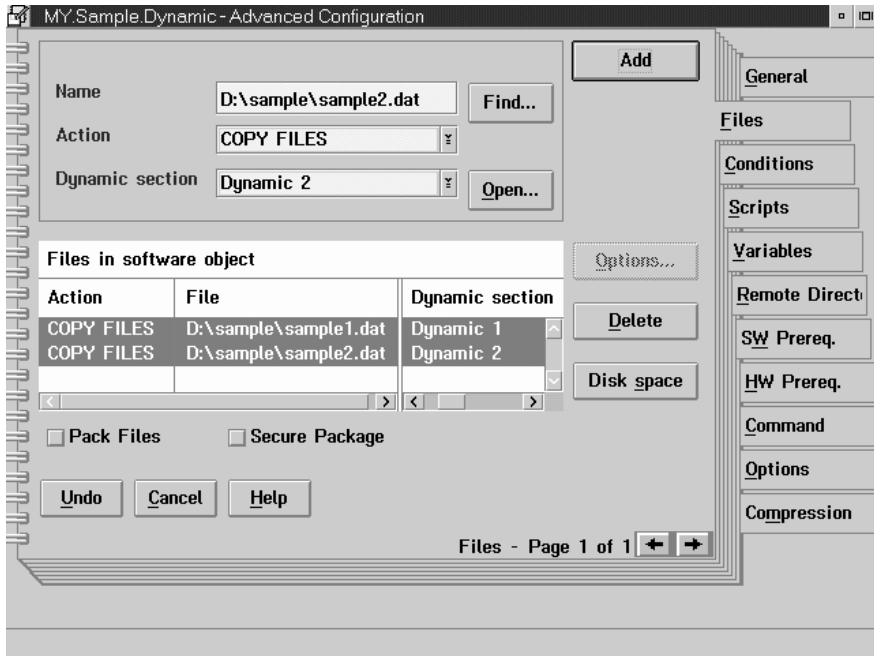 MY.Sample.Dynamic - Advanced Configuration
Add
Name
D:\sample\sample2.dat
Find...
Action
COPY FILES
Dynamic section
Dynamic 2
Open...
General
Files
Conditions
Scripts
Variables
Remote Direct
SW Prereq.
HW Prereq.
Command
Options
Compression
Files in software object
Options...
Action File Dynamic section
COPY FILES D:\sample\sample1.dat Dynamic 1
COPY FILES D:\sample\sample2.dat Dynamic 2
Delete
Disk space
Pack Files Secure Package
Undo Cancel Help
Files - Page 1 of 1